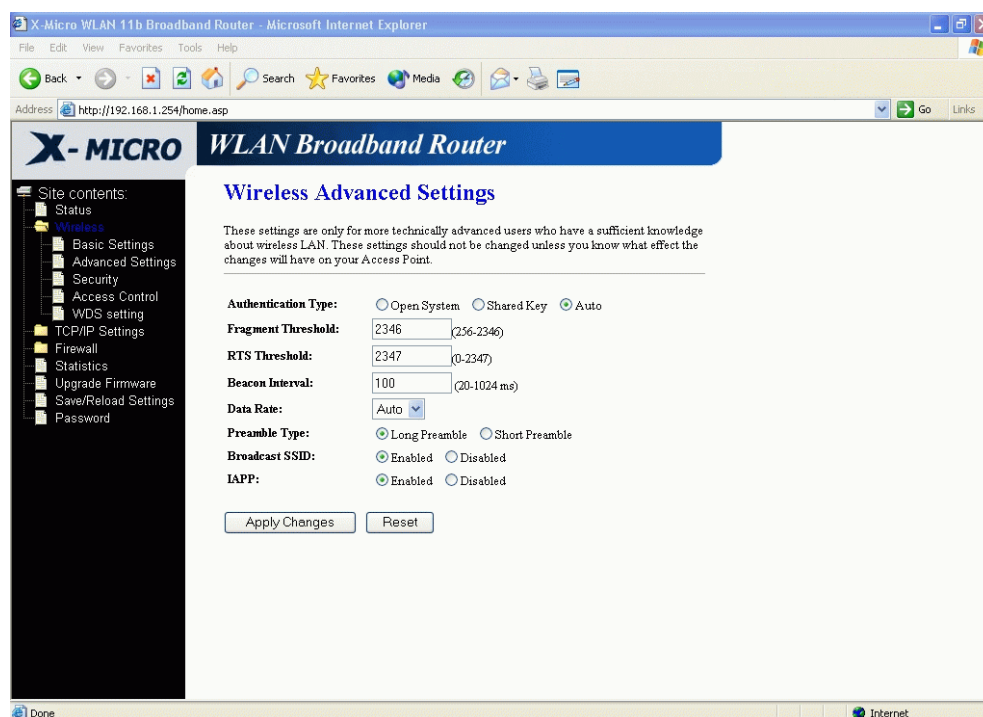 X-Micro WLAN 11b Broadband Router - Microsoft Internet Explorer
File Edit View Favorites Tools Help
Back Search Favorites Media
Address http://192.168.1.254/home.asp Go Links
X-MICRO WLAN Broadband Router
Site contents:
Status
Wireless
Basic Settings
Advanced Settings
Security
Access Control
WDS setting
TCP/IP Settings
Firewall
Statistics
Upgrade Firmware
Save/Reload Settings
Password
Wireless Advanced Settings
These settings are only for more technically advanced users who have a sufficient knowledge
about wireless LAN. These settings should not be changed unless you know what effect the
changes will have on your Access Point.
Authentication Type: Open System Shared Key Auto
Fragment Threshold: 2346 (256-2346)
RTS Threshold: 2347 (0-2347)
Beacon Interval: 100 (20-1024 ms)
Data Rate: Auto
Preamble Type: Long Preamble Short Preamble
Broadcast SSID: Enabled Disabled
IAPP: Enabled Disabled
Apply Changes Reset
Done Internet